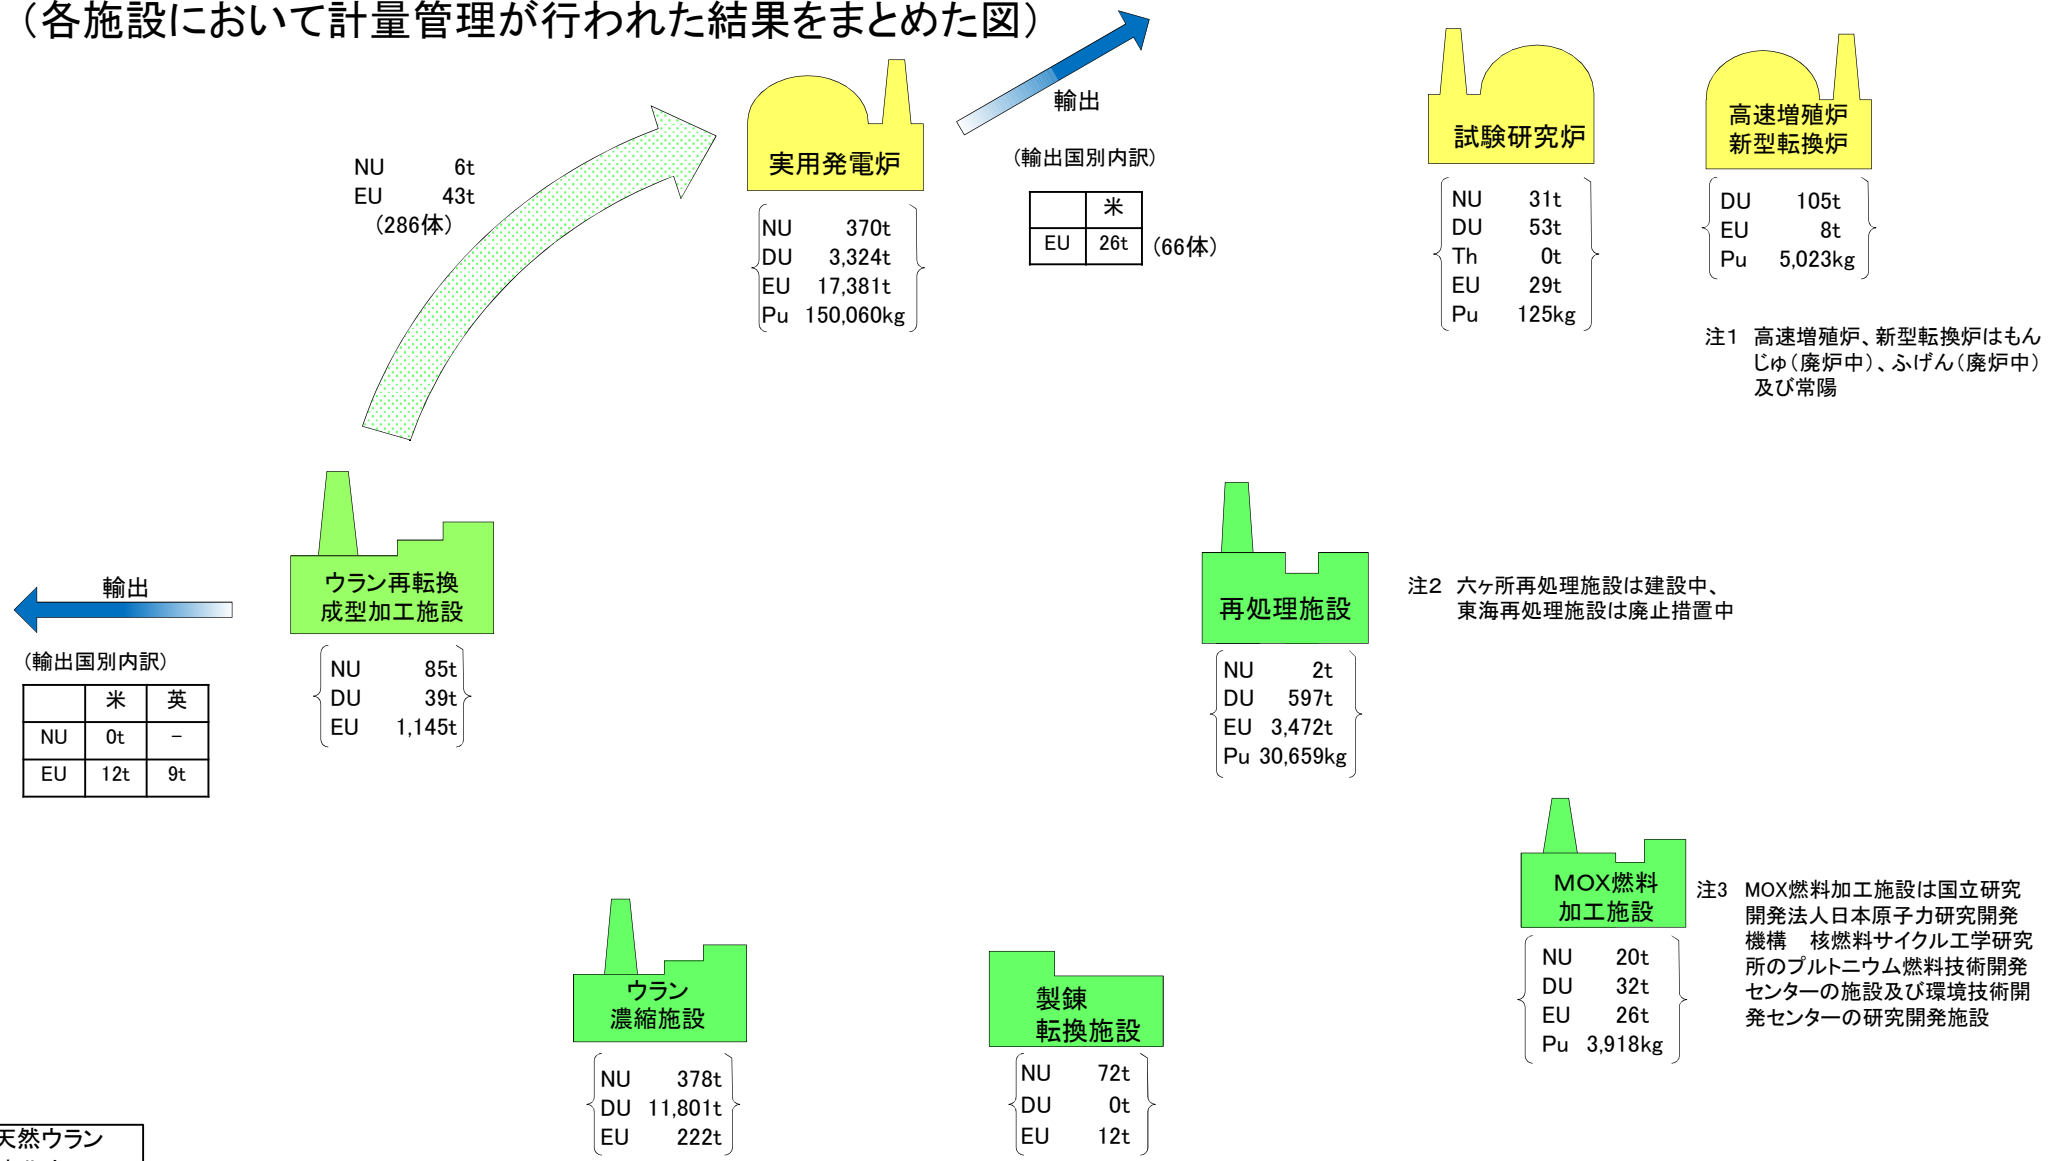 （各施設において計量管理が行われた結果をまとめた図）
輸出
（輸出国別内訳）
米
EU 26t （66体）
NU 6t
EU 43t
（286体）
実用発電炉
NU 370t
DU 3,324t
EU 17,381t
Pu 150,060kg
試験研究炉
NU 31t
DU 53t
Th 0t
EU 29t
Pu 125kg
高速増殖炉
新型転換炉
DU 105t
EU 8t
Pu 5,023kg
注1 高速増殖炉、新型転換炉はもん
じゅ（廃炉中）、ふげん（廃炉中）
及び常陽
ウラン再転換
成型加工施設
NU 85t
DU 39t
EU 1,145t
輸出
（輸出国別内訳）
米 英
NU 0t －
EU 12t 9t
再処理施設
NU 2t
DU 597t
EU 3,472t
Pu 30,659kg
注2 六ヶ所再処理施設は建設中、
東海再処理施設は廃止措置中
MOX燃料
加工施設
NU 20t
DU 32t
EU 26t
Pu 3,918kg
注3 MOX燃料加工施設は国立研究
開発法人日本原子力研究開発
機構 核燃料サイクル工学研究
所のプルトニウム燃料技術開発
センターの施設及び環境技術開
発センターの研究開発施設
ウラン
濃縮施設
NU 378t
DU 11,801t
EU 222t
製錬
転換施設
NU 72t
DU 0t
EU 12t
天然ウラン